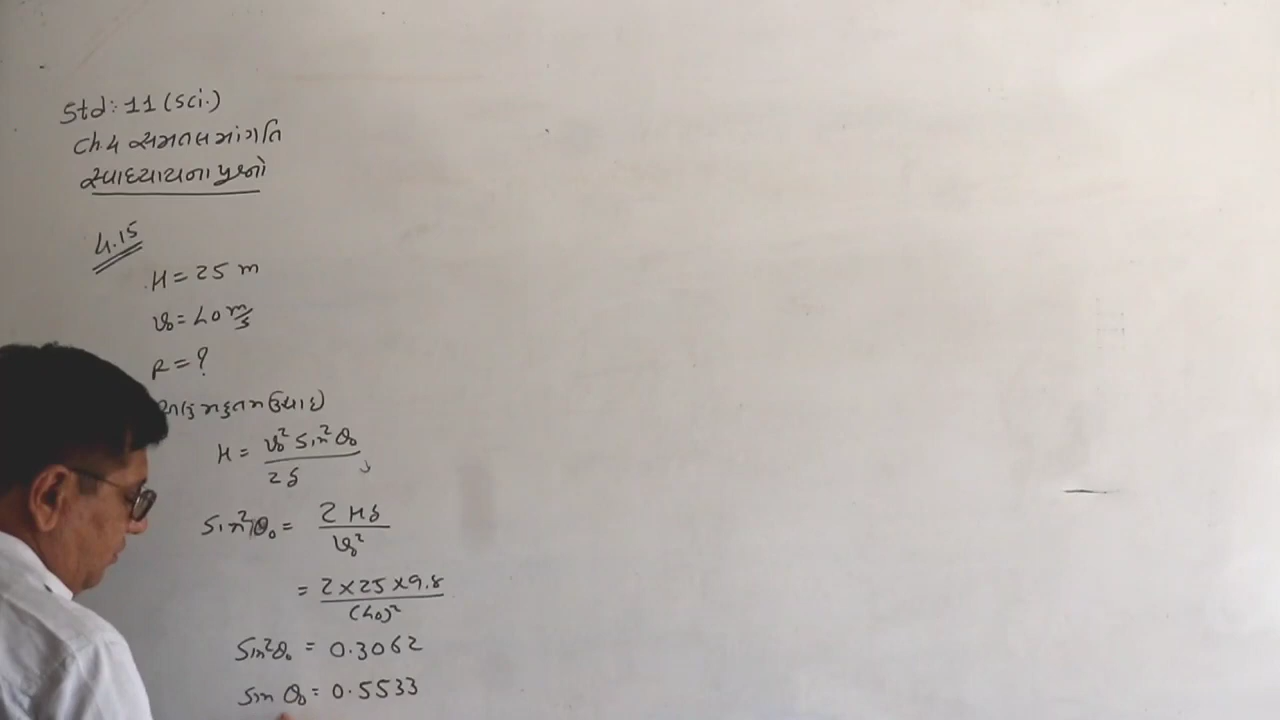 Std: 11 (Sci.)
Ch.4 સમતલમાં ગતિ
સ્વાધ્યાયના પ્રશ્નો
4.15
H = 25 m
v₀ = 40 m/s
R = ?
H = v₀² Sin²θ₀ / 2g
Sin²θ₀ = 2Hg / v₀²
= 2×25×9.8 / (40)²
Sin²θ₀ = 0.3062
Sin θ₀ = 0.5533